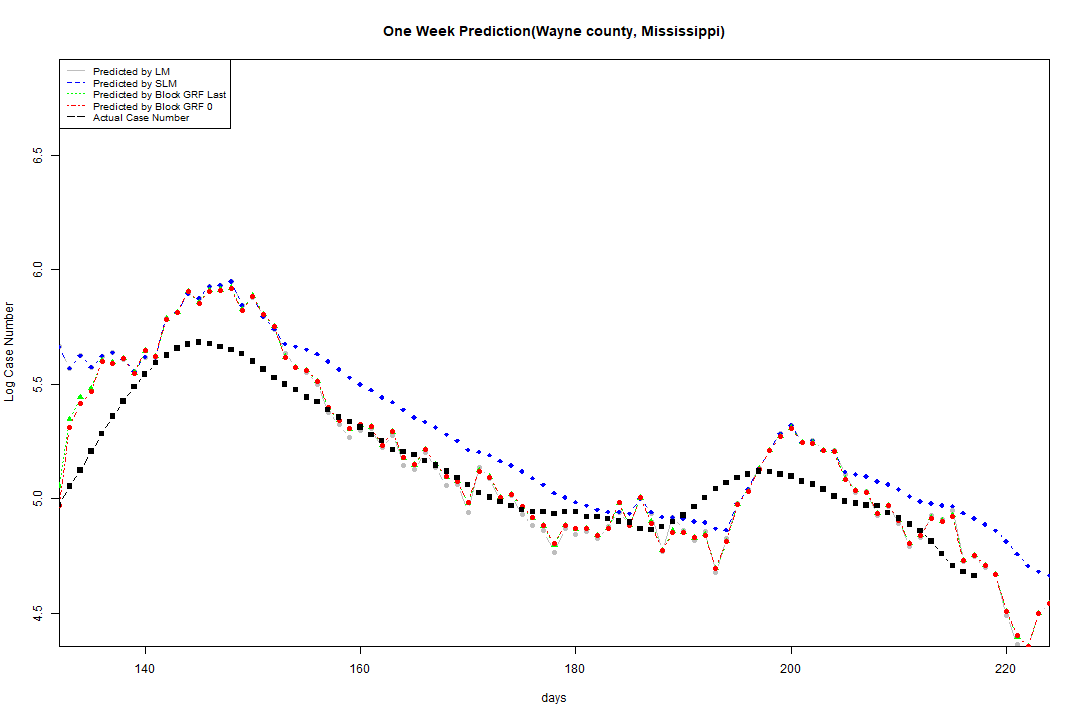 One Week Prediction(Wayne county, Mississippi)
Predicted by LM
Predicted by SLM
Predicted by Block GRF Last
Predicted by Block GRF 0
Actual Case Number
Log Case Number
6.5
6.0
5.5
5.0
4.5
140 160 180 200 220
days